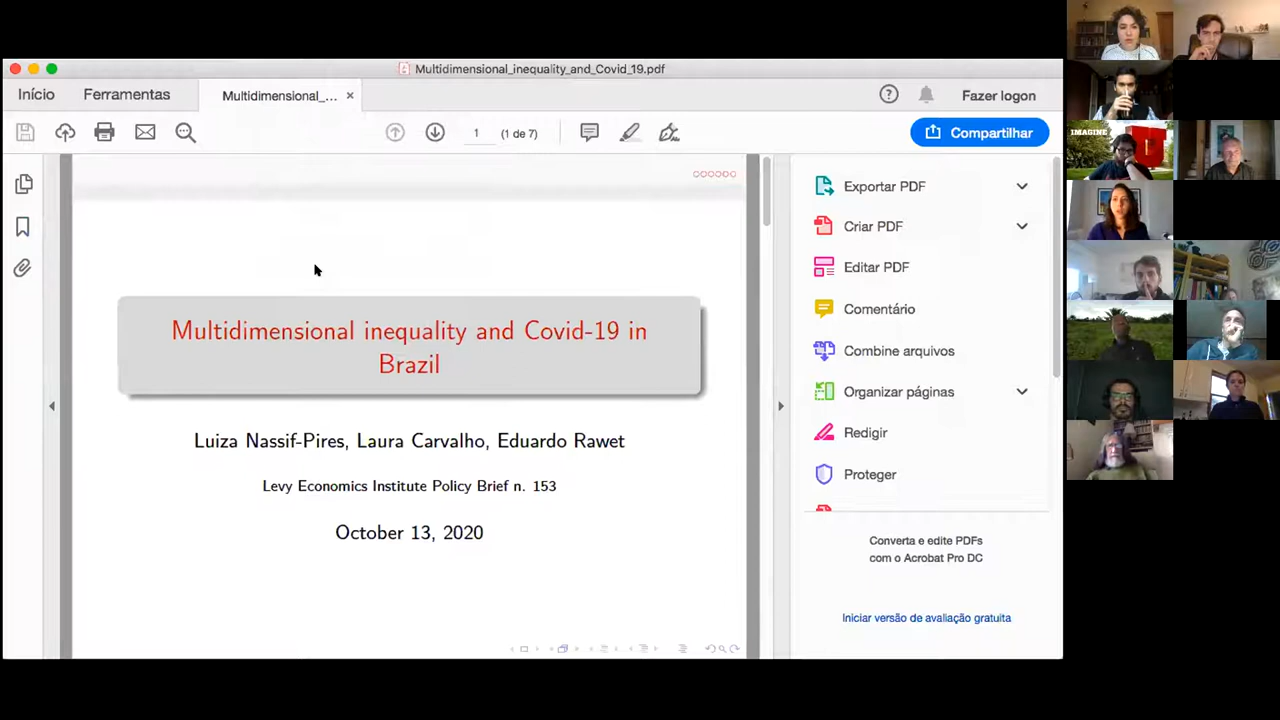 Multidimensional_inequality_and_Covid_19.pdf
Início
Ferramentas
Multidimensional_... ×
Fazer logon
1 (1 de 7)
Compartilhar
Exportar PDF
Criar PDF
Editar PDF
Comentário
Combine arquivos
Organizar páginas
Redigir
Proteger
Converta e edite PDFs
com o Acrobat Pro DC
Iniciar versão de avaliação gratuita
Multidimensional inequality and Covid-19 in
Brazil
Luiza Nassif-Pires, Laura Carvalho, Eduardo Rawet
Levy Economics Institute Policy Brief n. 153
October 13, 2020
IMAGINE
U